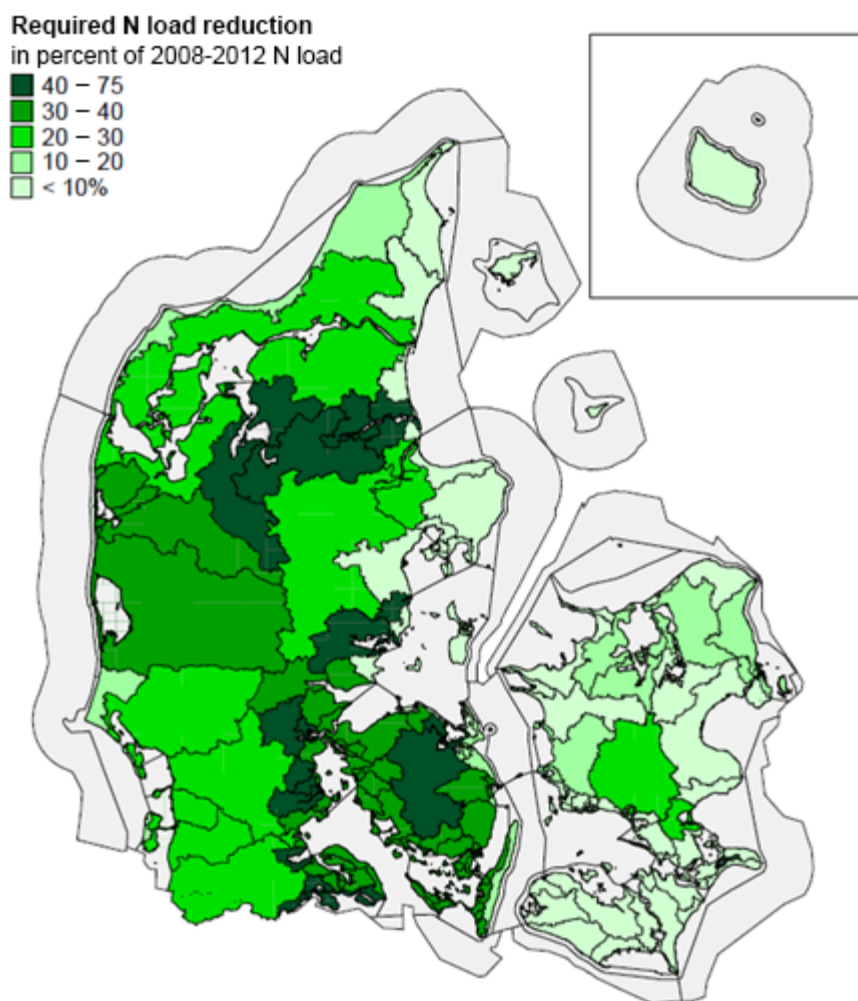 Required N load reduction
in percent of 2008-2012 N load
40 – 75
30 – 40
20 – 30
10 – 20
< 10%